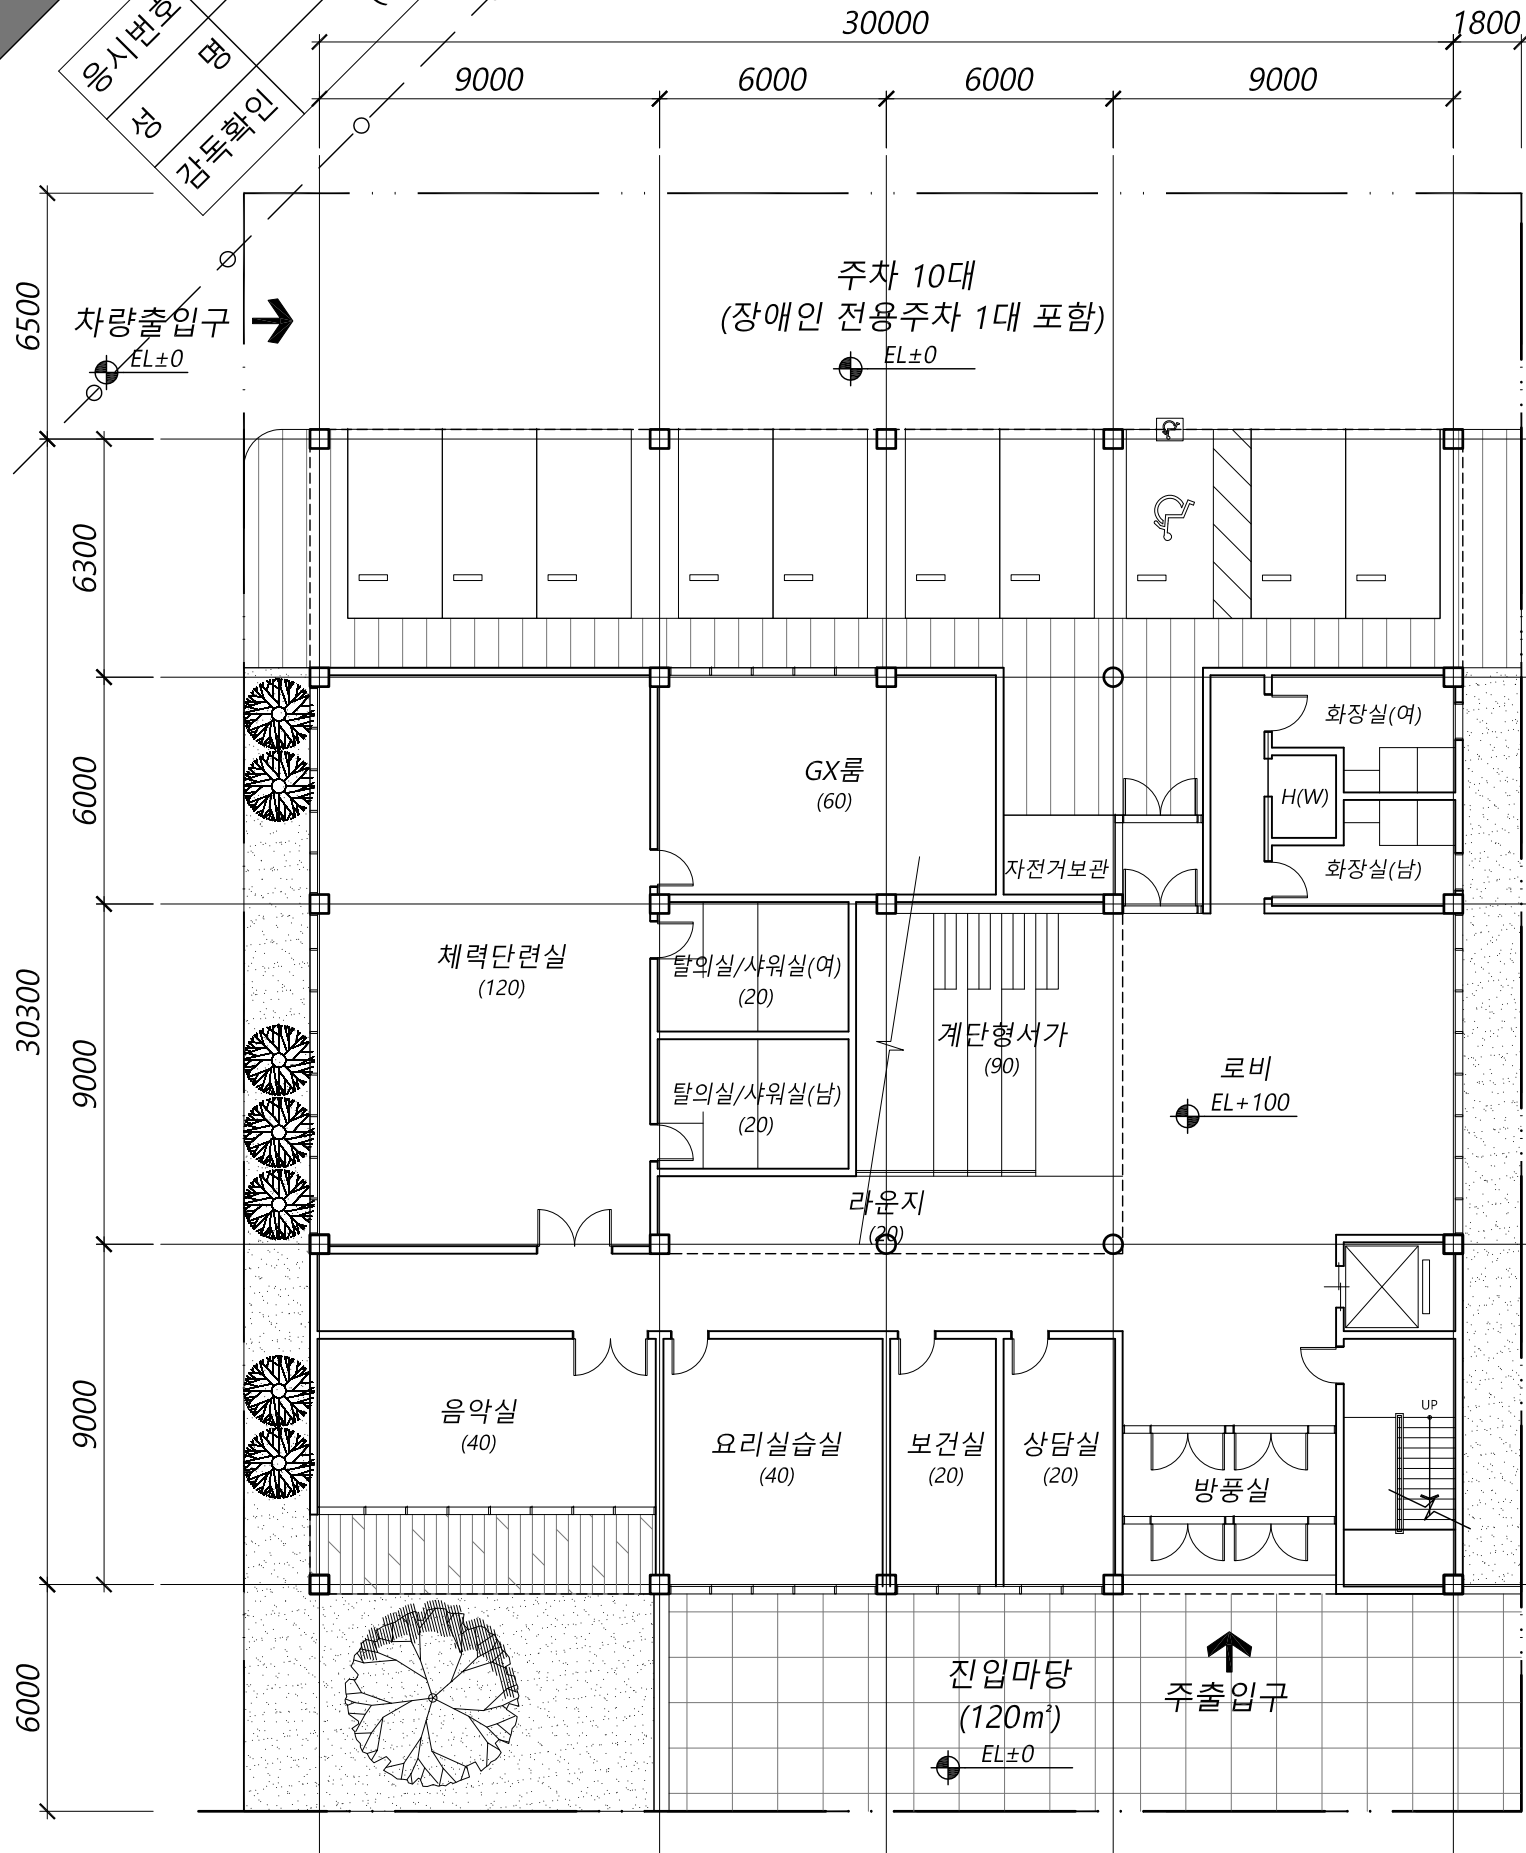 응시번호
성 명
감독확인
30000
1800
9000
6000
6000
9000
6500
차량출입구
EL±0
주차 10대
(장애인 전용주차 1대 포함)
EL±0
6300
6000
30300
9000
9000
6000
화장실(여)
GX룸
(60)
H(W)
자전거보관
화장실(남)
체력단련실
(120)
탈의실/샤워실(여)
(20)
계단형서가
(90)
로비
EL+100
탈의실/샤워실(남)
(20)
라운지
(20)
음악실
(40)
요리실습실
(40)
보건실
(20)
상담실
(20)
UP
방풍실
진입마당
(120㎡)
EL±0
주출입구